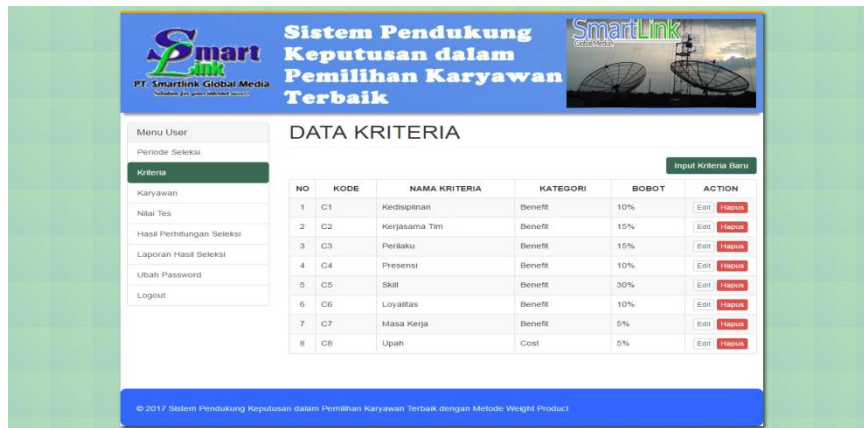 Smart
Link
PT. Smartlink Global Media
Sistem Pendukung
Keputusan dalam
Pemilihan Karyawan
Terbaik
SmartLink
Global Media
Menu User
Periode Seleksi
Kriteria
Karyawan
Nilai Tes
Hasil Perhitungan Seleksi
Laporan Hasil Seleksi
Ubah Password
Logout
DATA KRITERIA
Input Kriteria Baru
NO KODE NAMA KRITERIA KATEGORI BOBOT ACTION
1 C1 Kedisiplinan Benefit 10% Edit Hapus
2 C2 Kerjasama Tim Benefit 15% Edit Hapus
3 C3 Perilaku Benefit 15% Edit Hapus
4 C4 Presensi Benefit 10% Edit Hapus
5 C5 Skill Benefit 30% Edit Hapus
6 C6 Loyalitas Benefit 10% Edit Hapus
7 C7 Masa Kerja Benefit 5% Edit Hapus
8 C8 Upah Cost 5% Edit Hapus
© 2017 Sistem Pendukung Keputusan dalam Pemilihan Karyawan Terbaik dengan Metode Weight Product